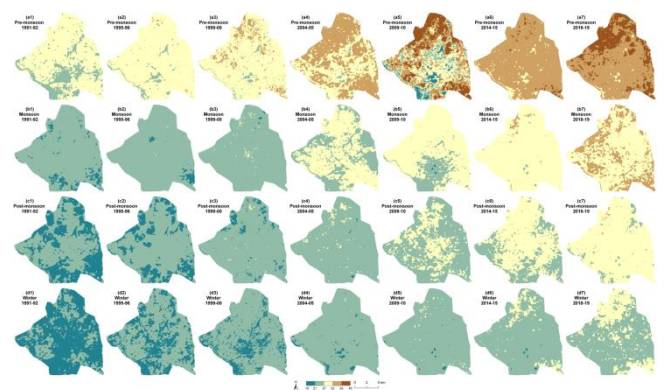 (a1)
Pre-monsoon
1991-92
(a2)
Pre-monsoon
1995-96
(a3)
Pre-monsoon
1999-00
(a4)
Pre-monsoon
2004-05
(a5)
Pre-monsoon
2009-10
(a6)
Pre-monsoon
2014-15
(a7)
Pre-monsoon
2018-19
(b1)
Monsoon
1991-92
(b2)
Monsoon
1995-96
(b3)
Monsoon
1999-00
(b4)
Monsoon
2004-05
(b5)
Monsoon
2009-10
(b6)
Monsoon
2014-15
(b7)
Monsoon
2018-19
(c1)
Post-monsoon
1991-92
(c2)
Post-monsoon
1995-96
(c3)
Post-monsoon
1999-00
(c4)
Post-monsoon
2004-05
(c5)
Post-monsoon
2009-10
(c6)
Post-monsoon
2014-15
(c7)
Post-monsoon
2018-19
(d1)
Winter
1991-92
(d2)
Winter
1995-96
(d3)
Winter
1999-00
(d4)
Winter
2004-05
(d5)
Winter
2009-10
(d6)
Winter
2014-15
(d7)
Winter
2018-19